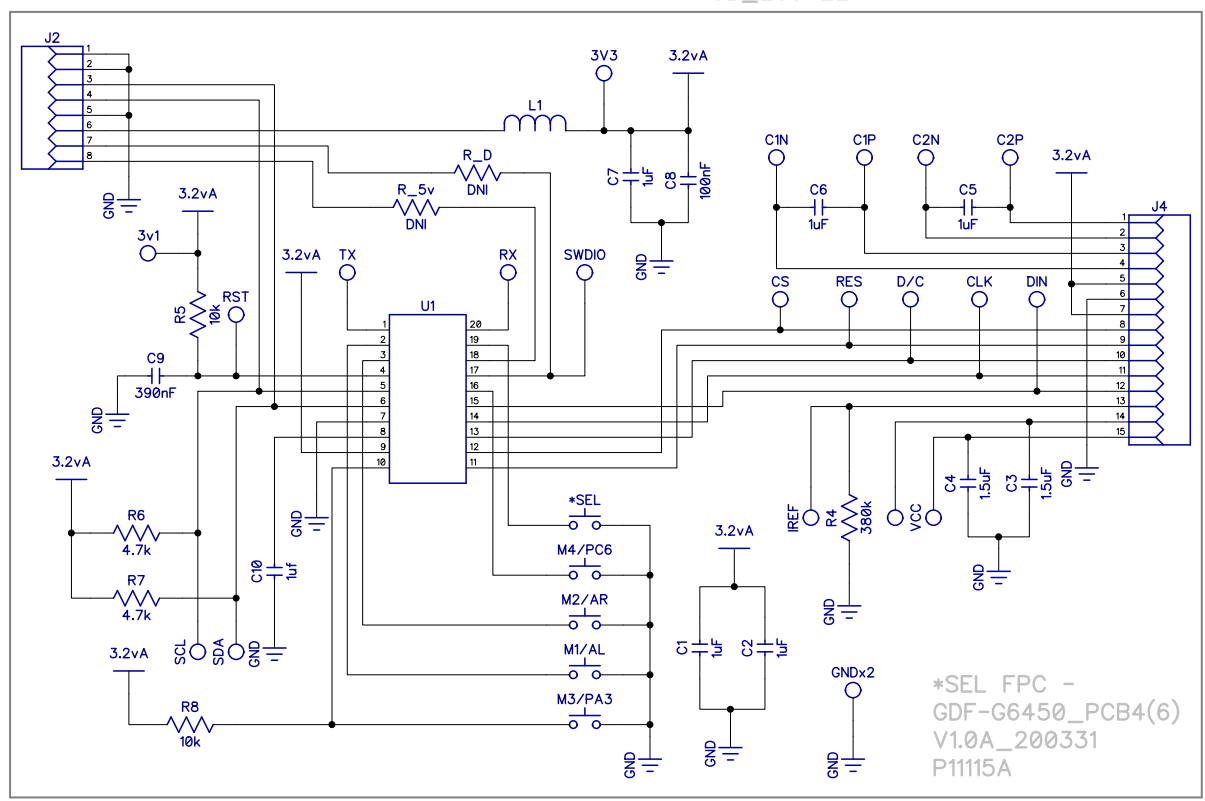 J2
1
2
3
4
5
6
7
8
GND
L1
3V3
3.2vA
C7
1uF
C8
100nF
GND
R_D
DNI
R_5v
DNI
3.2vA
3v1
R5
10k
RST
C9
390nF
GND
3.2vA
TX
RX
SWDIO
U1
1
2
3
4
5
6
7
8
9
10
20
19
18
17
16
15
14
13
12
11
C1N
C1P
C2N
C2P
3.2vA
C6
1uF
C5
1uF
J4
1
2
3
4
5
6
7
8
9
10
11
12
13
14
15
CS
RES
D/C
CLK
DIN
GND
IREF
R4
380k
GND
VCC
C4
1.5uF
C3
1.5uF
GND
3.2vA
R6
4.7k
R7
4.7k
SCL
SDA
GND
C10
1uf
GND
3.2vA
R8
10k
*SEL
M4/PC6
M2/AR
M1/AL
M3/PA3
GND
3.2vA
C1
1uF
C2
1uF
GND
GNDx2
GND
*SEL FPC -
GDF-G6450_PCB4(6)
V1.0A_200331
P11115A